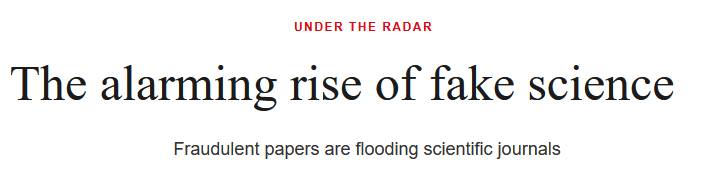 UNDER THE RADAR
The alarming rise of fake science
Fraudulent papers are flooding scientific journals